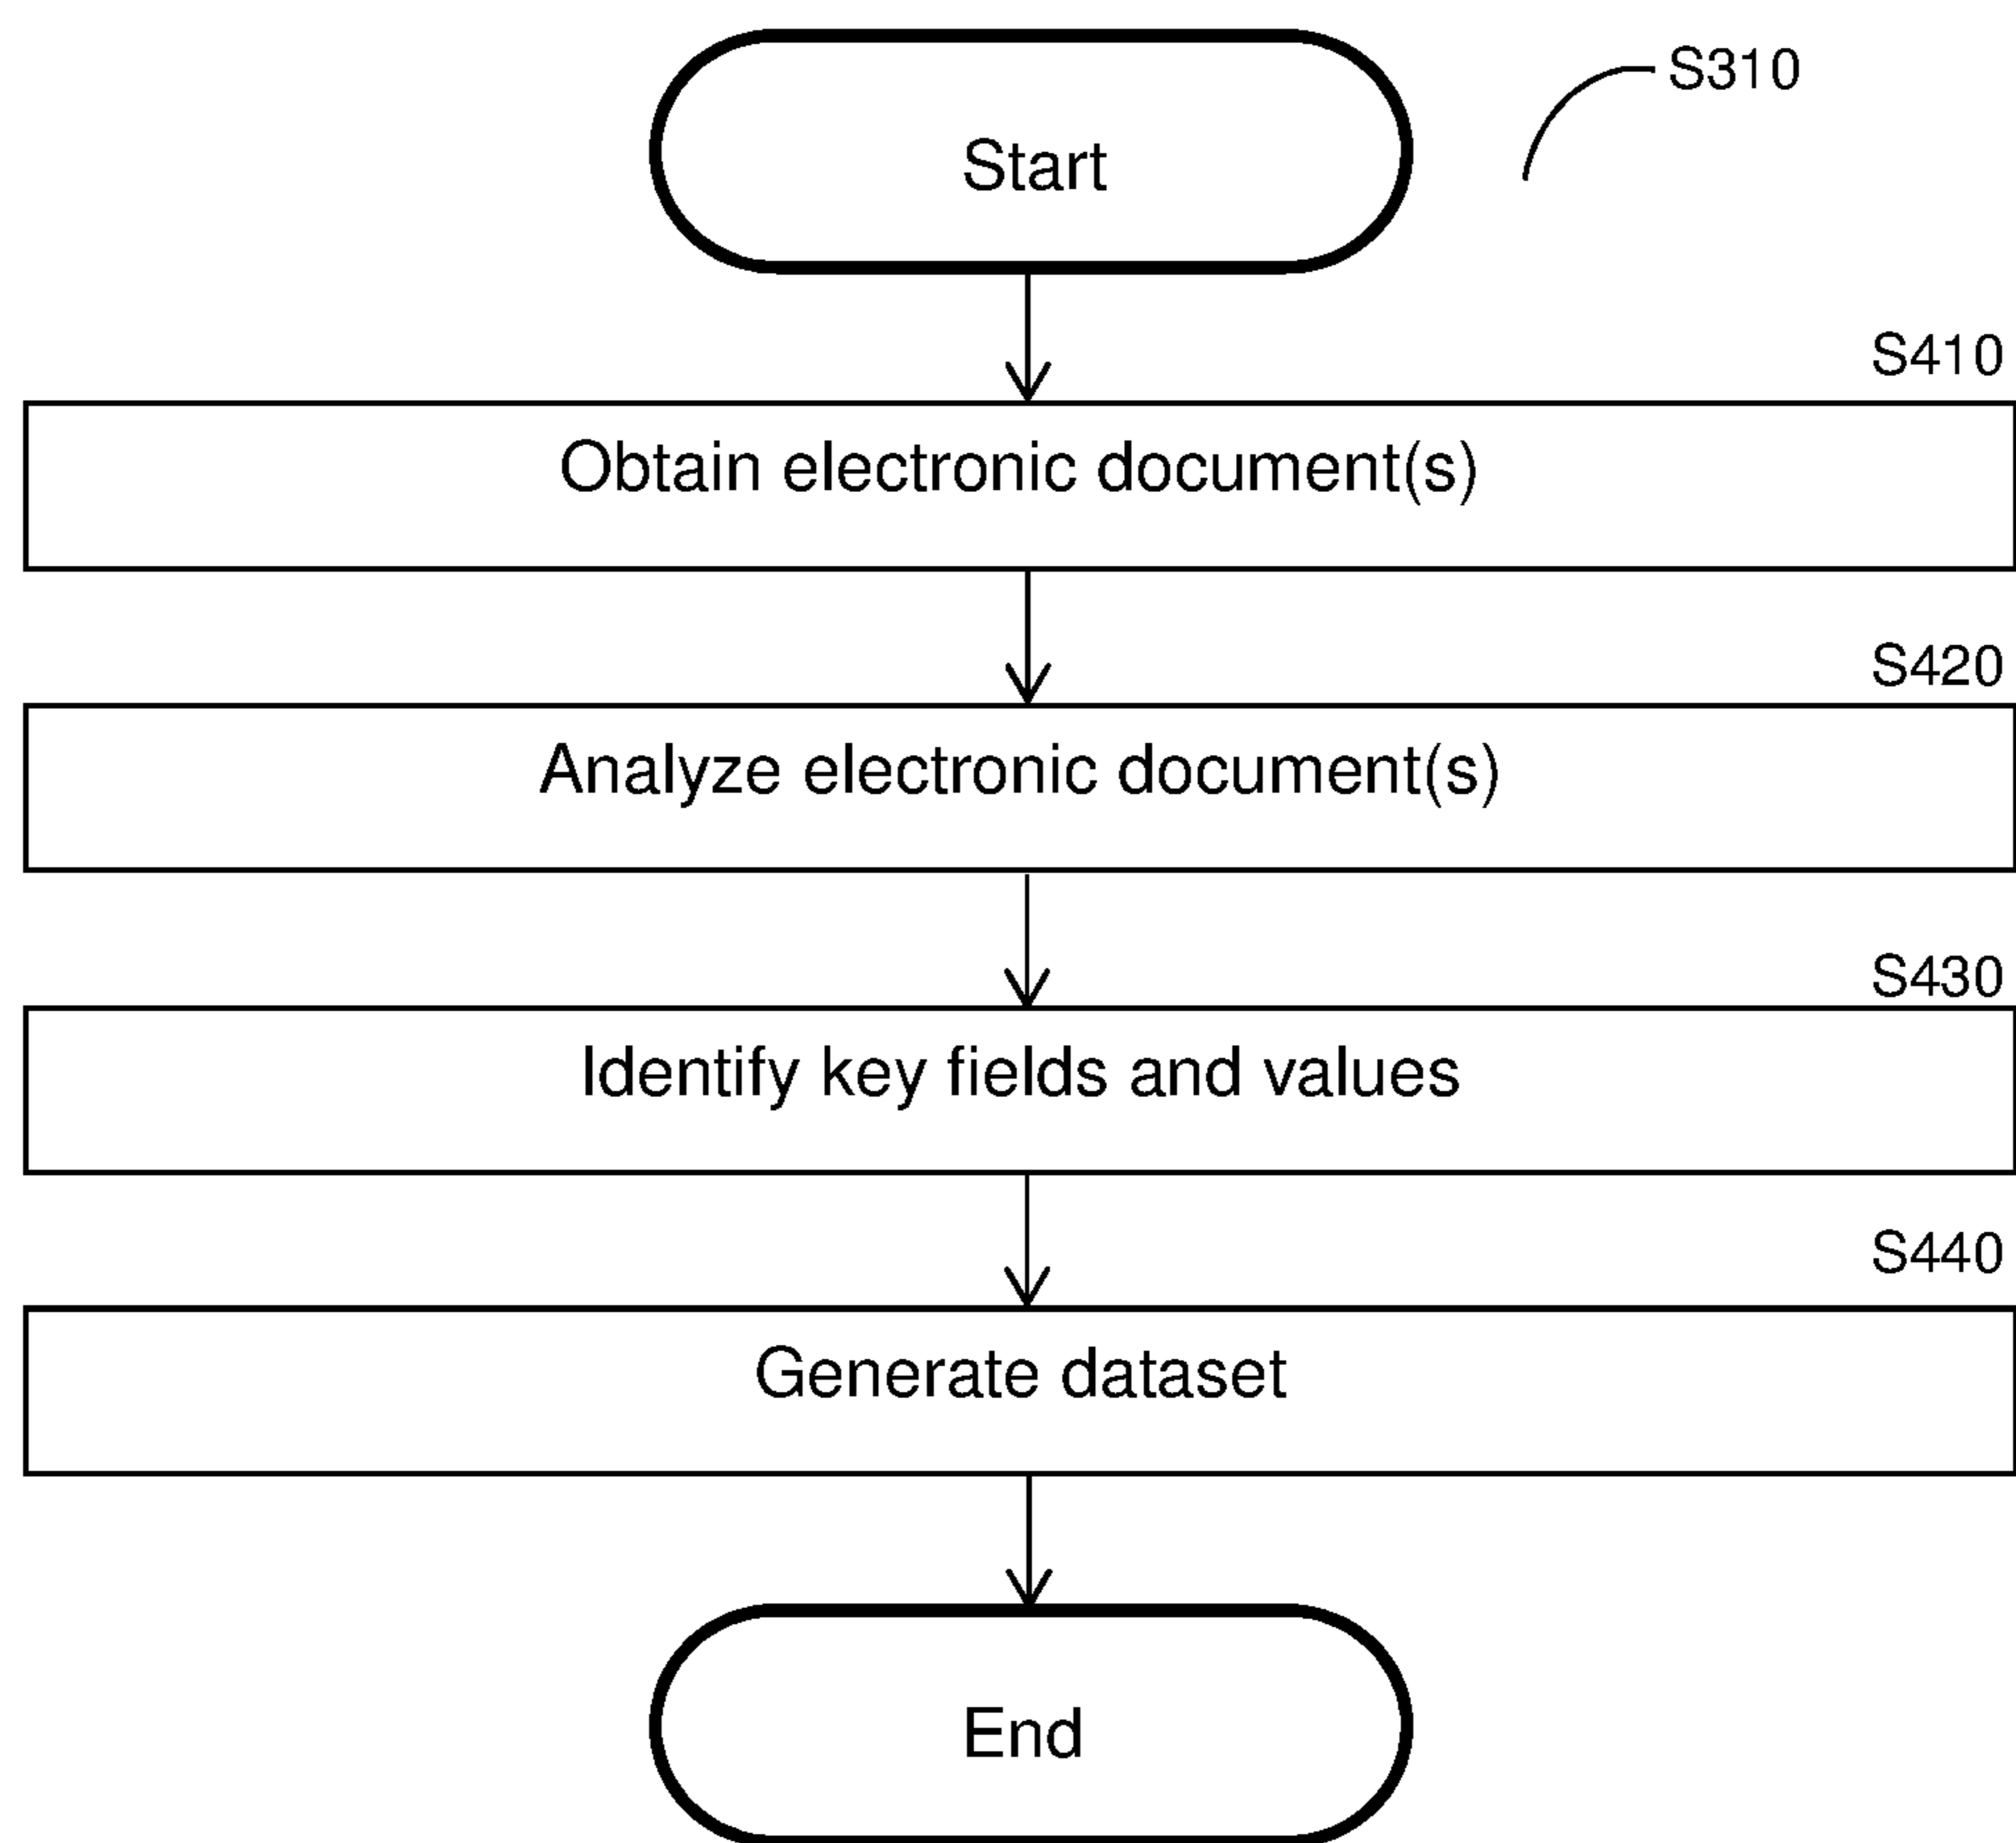 S310
Start
S410
Obtain electronic document(s)
S420
Analyze electronic document(s)
S430
Identify key fields and values
S440
Generate dataset
End